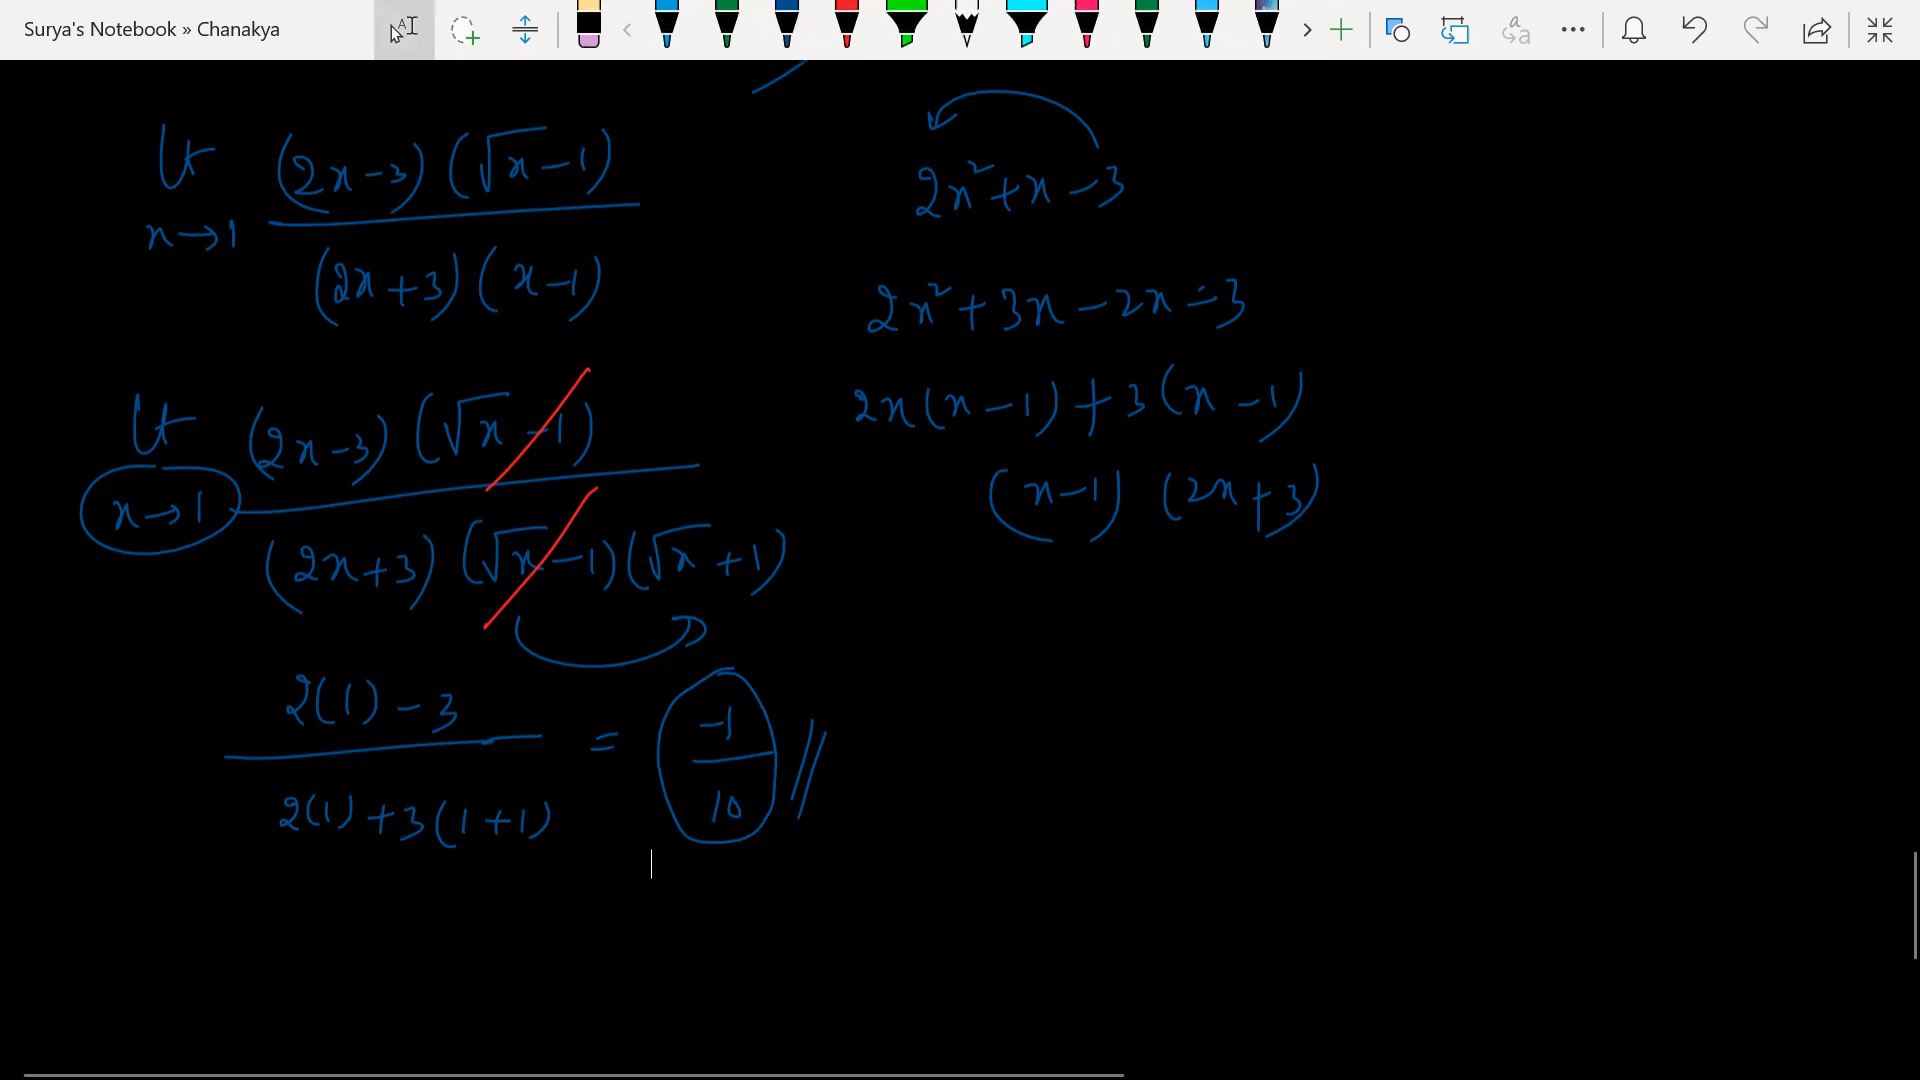 Surya's Notebook » Chanakya
lt x→1 (2x-3)(√x-1) / (2x+3)(x-1)
lt x→1 (2x-3)(√x-1) / (2x+3)(√x-1)(√x+1)
2(1)-3 / 2(1)+3(1+1) = -1/10 //
2x²+x-3
2x²+3x-2x-3
2x(x-1)+3(x-1)
(x-1) (2x+3)